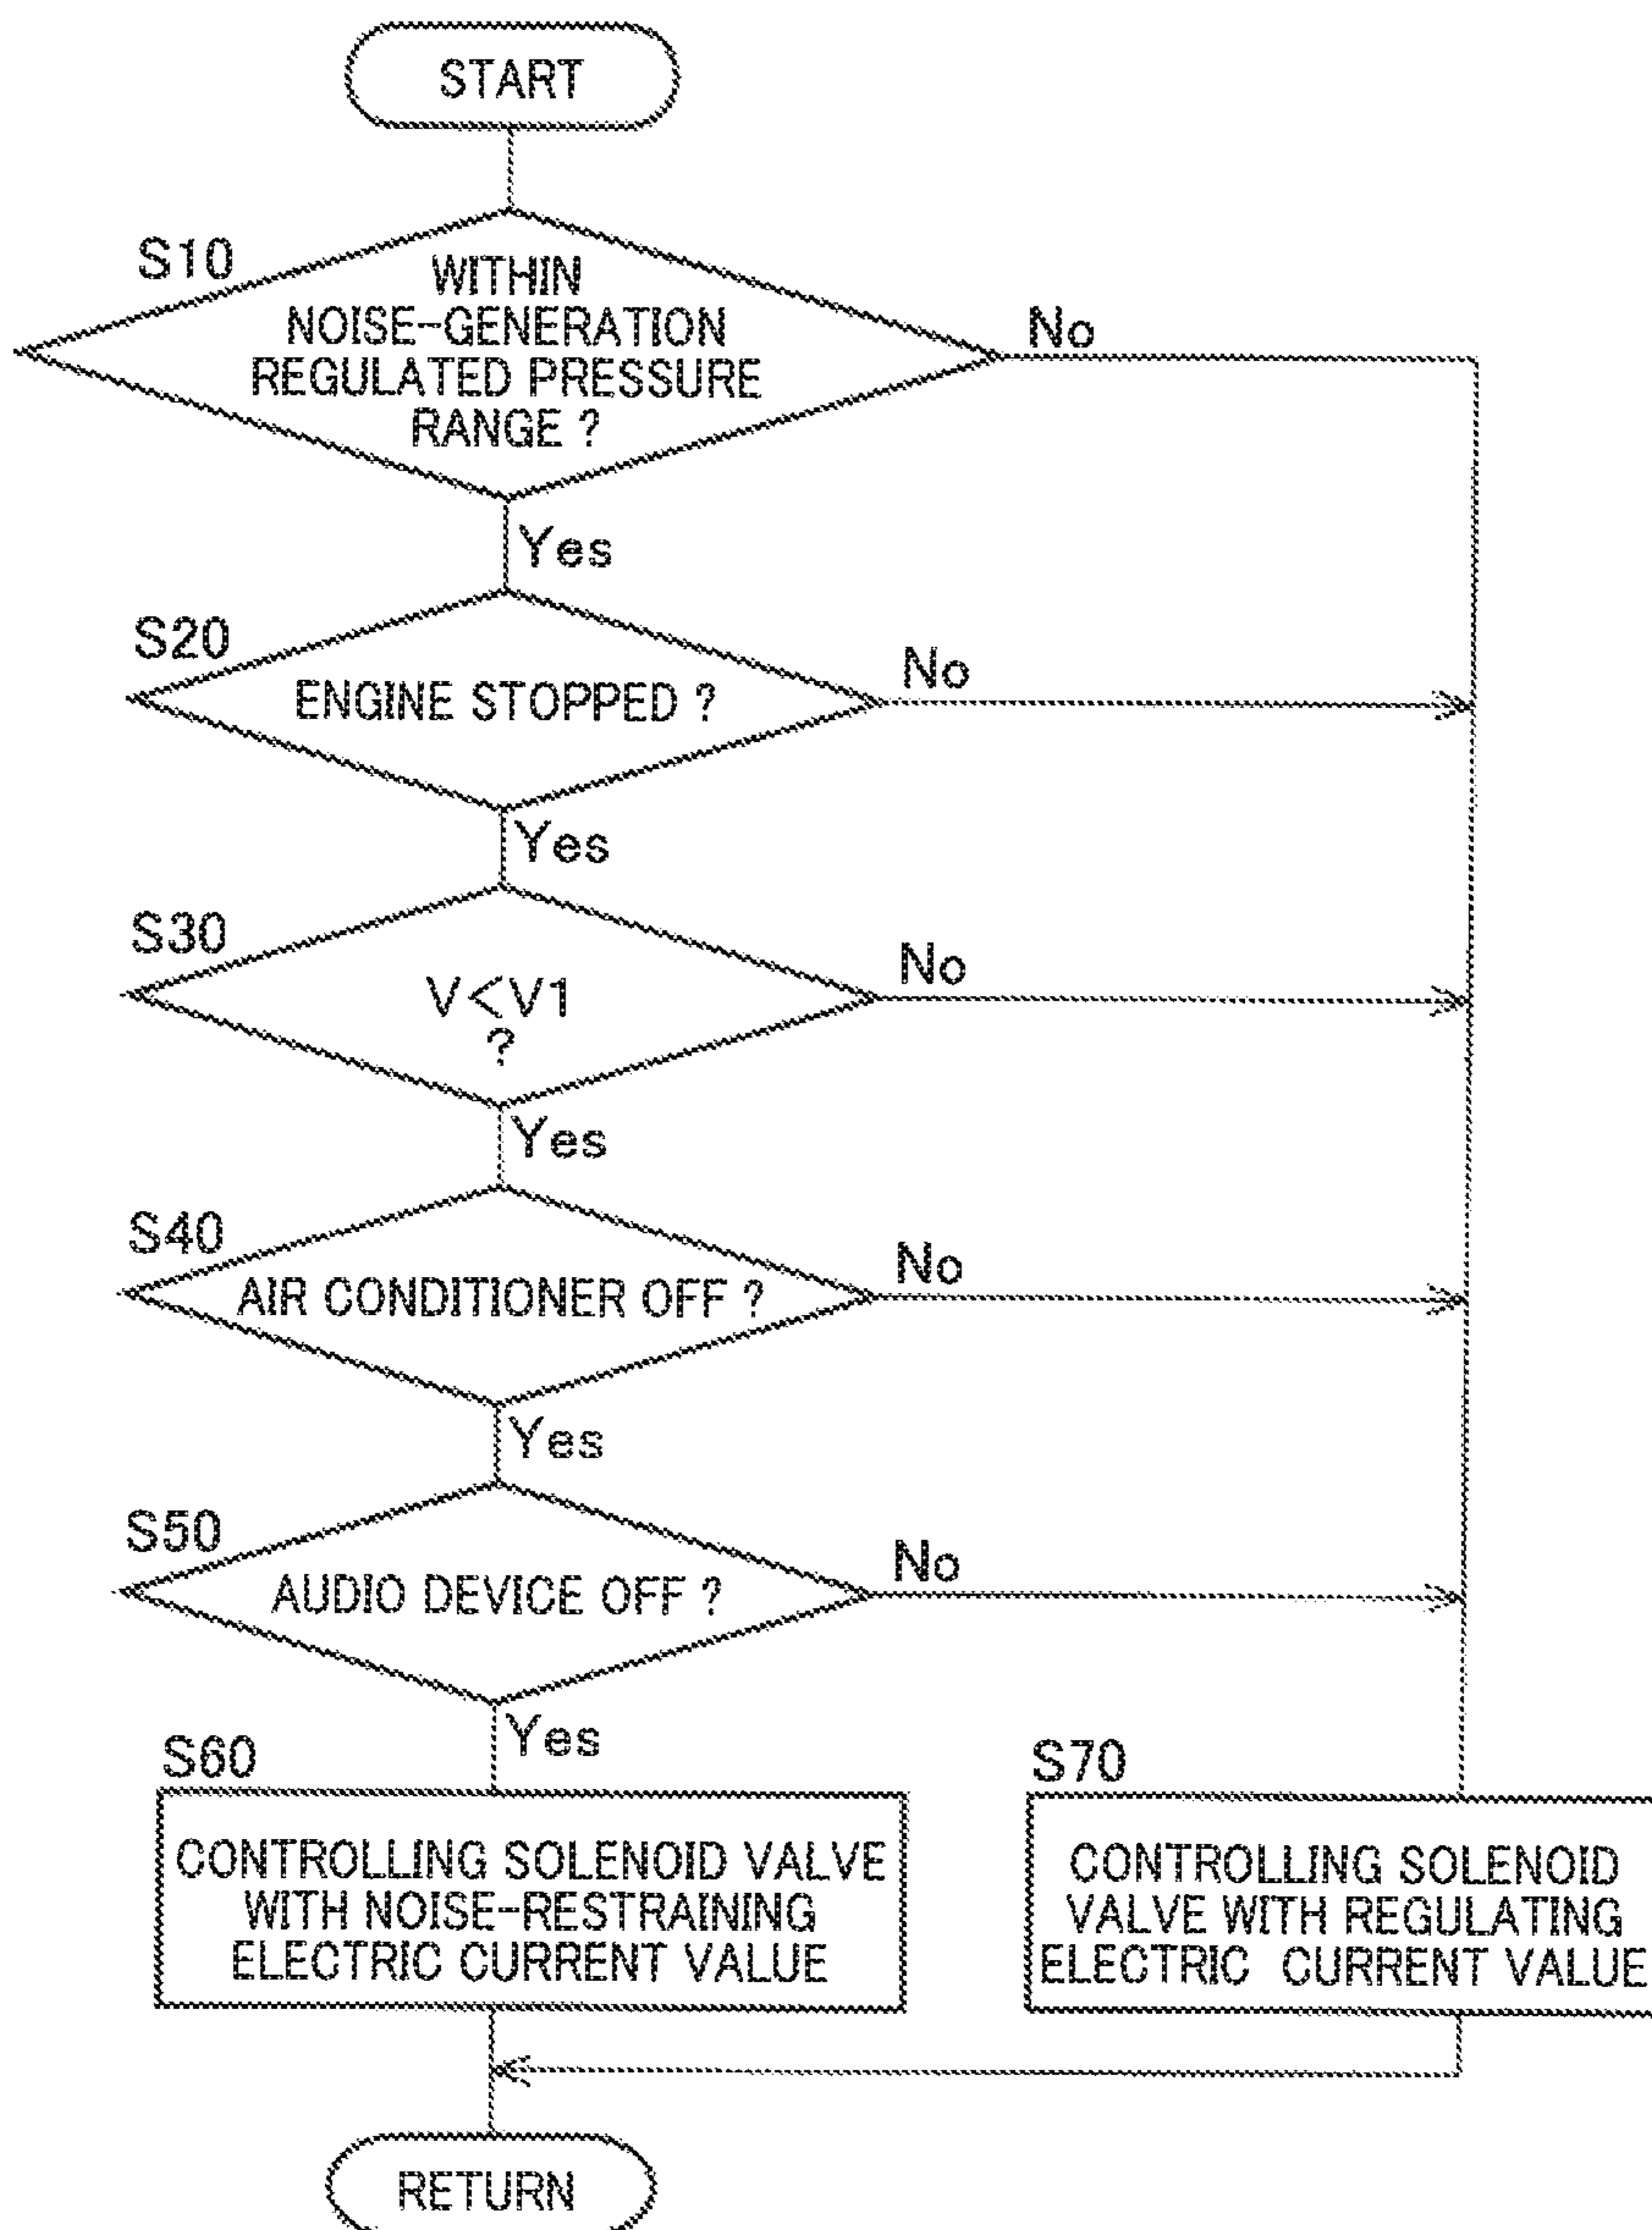 START
S10
WITHIN
NOISE-GENERATION
REGULATED PRESSURE
RANGE ?
No
Yes
S20
ENGINE STOPPED ?
No
Yes
S30
V<V1
?
No
Yes
S40
AIR CONDITIONER OFF ?
No
Yes
S50
AUDIO DEVICE OFF ?
No
Yes
S60
CONTROLLING SOLENOID VALVE
WITH NOISE-RESTRAINING
ELECTRIC CURRENT VALUE
S70
CONTROLLING SOLENOID
VALVE WITH REGULATING
ELECTRIC CURRENT VALUE
RETURN